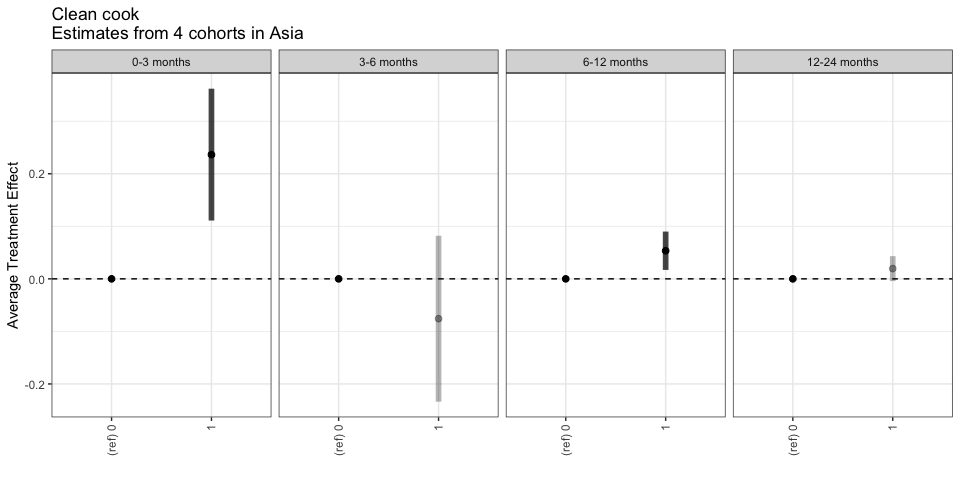 Clean cook
Estimates from 4 cohorts in Asia
0-3 months
3-6 months
6-12 months
12-24 months
Average Treatment Effect
0.2
0.0
-0.2
(ref) 0
1
(ref) 0
1
(ref) 0
1
(ref) 0
1